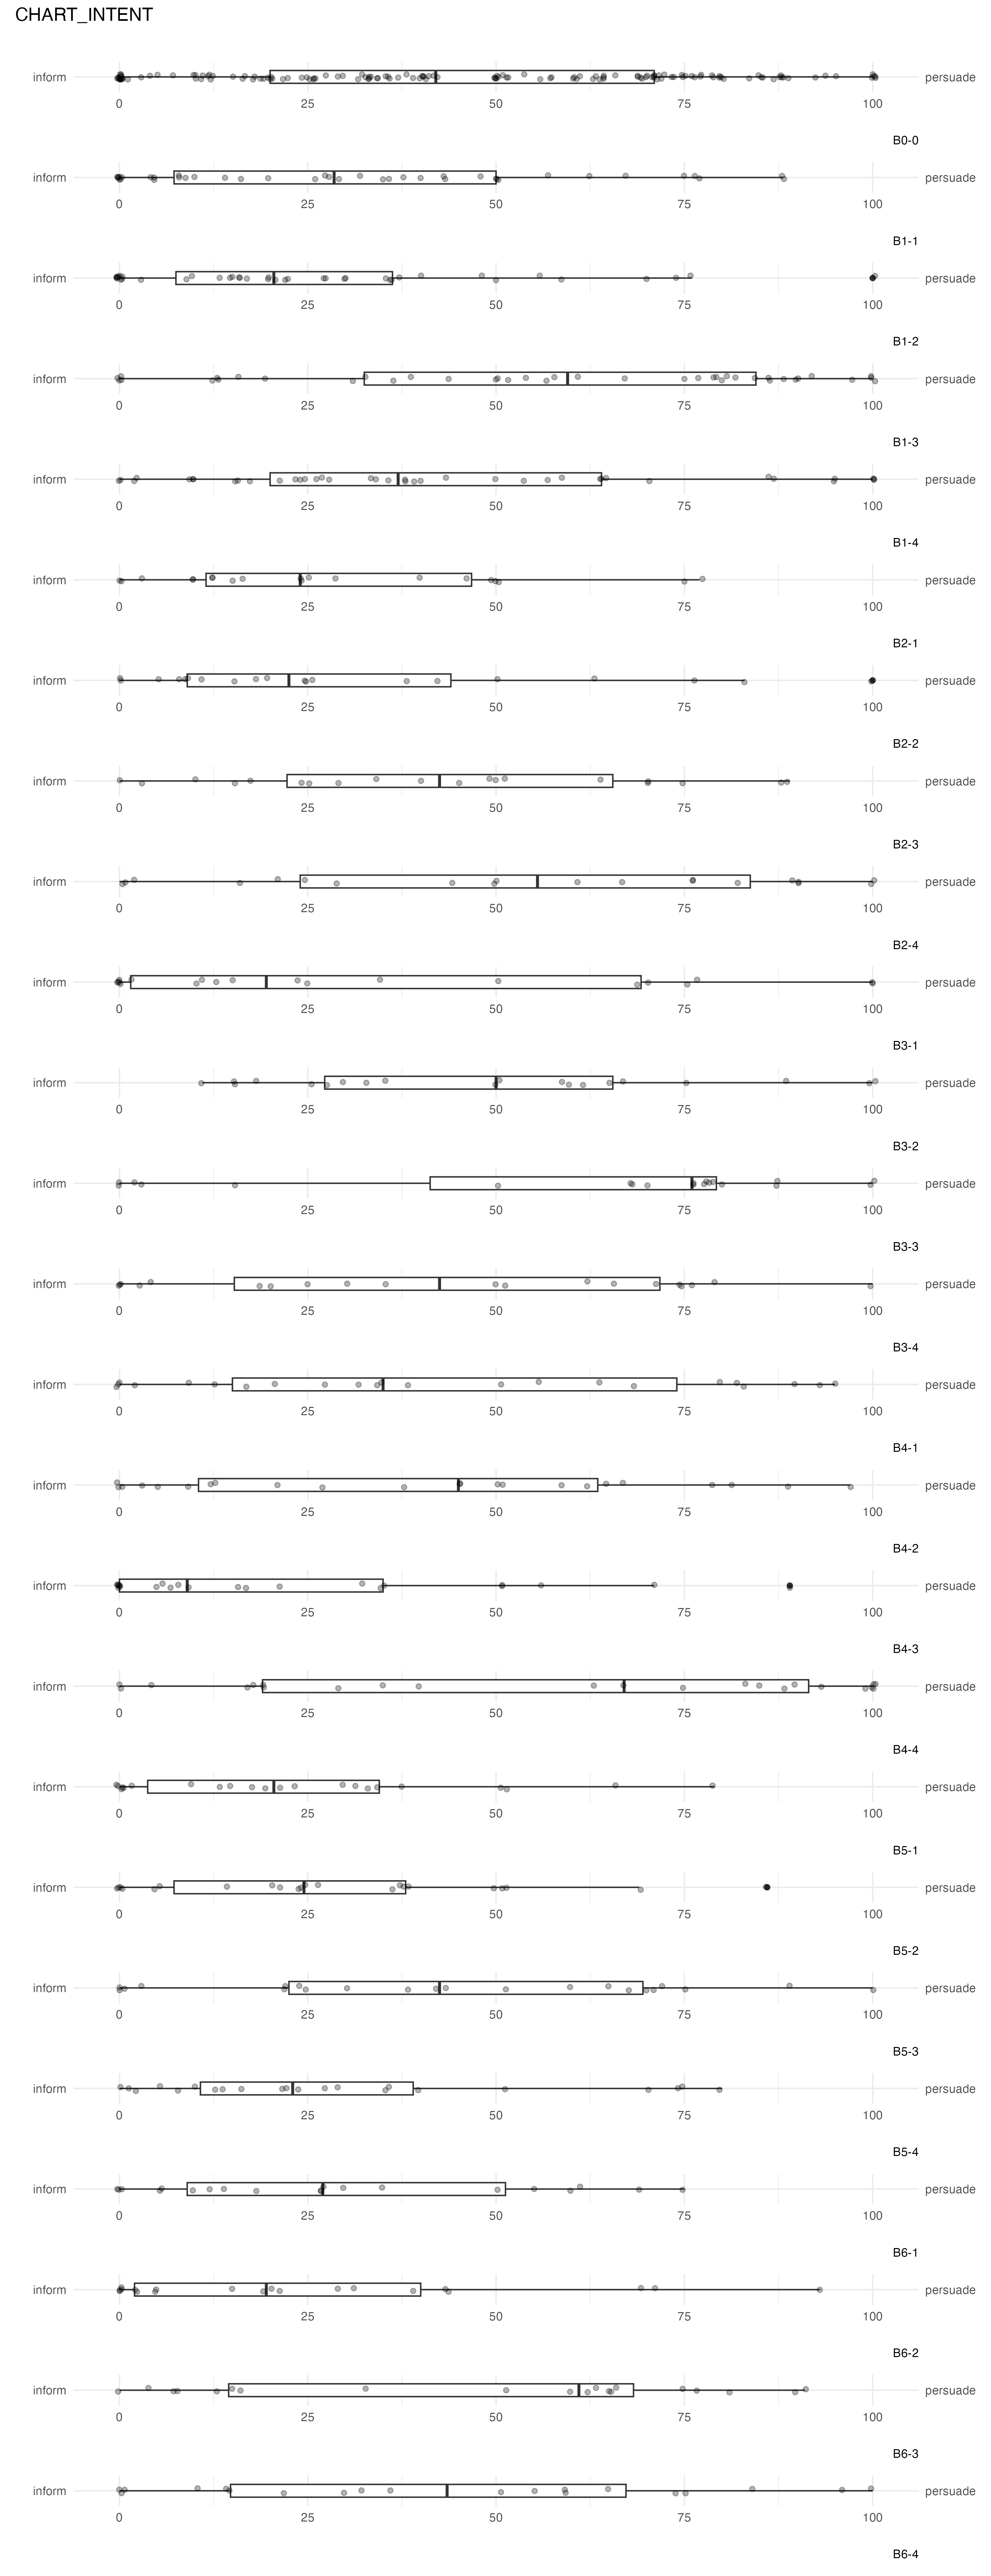 CHART_INTENT
inform persuade
0 25 50 75 100
B0-0
inform persuade
0 25 50 75 100
B1-1
inform persuade
0 25 50 75 100
B1-2
inform persuade
0 25 50 75 100
B1-3
inform persuade
0 25 50 75 100
B1-4
inform persuade
0 25 50 75 100
B2-1
inform persuade
0 25 50 75 100
B2-2
inform persuade
0 25 50 75 100
B2-3
inform persuade
0 25 50 75 100
B2-4
inform persuade
0 25 50 75 100
B3-1
inform persuade
0 25 50 75 100
B3-2
inform persuade
0 25 50 75 100
B3-3
inform persuade
0 25 50 75 100
B3-4
inform persuade
0 25 50 75 100
B4-1
inform persuade
0 25 50 75 100
B4-2
inform persuade
0 25 50 75 100
B4-3
inform persuade
0 25 50 75 100
B4-4
inform persuade
0 25 50 75 100
B5-1
inform persuade
0 25 50 75 100
B5-2
inform persuade
0 25 50 75 100
B5-3
inform persuade
0 25 50 75 100
B5-4
inform persuade
0 25 50 75 100
B6-1
inform persuade
0 25 50 75 100
B6-2
inform persuade
0 25 50 75 100
B6-3
inform persuade
0 25 50 75 100
B6-4